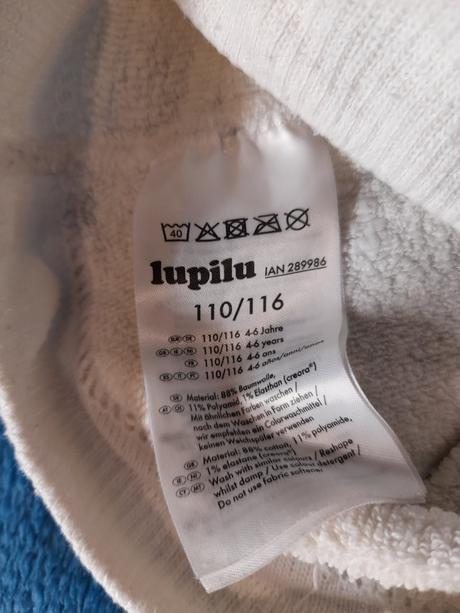 40
lupilu IAN 289986
110/116
110/116 4-6 Jahre
110/116 4-6 years
110/116 4-6 ans
110/116 4-6 años/anni/anos
Material: 88% Baumwolle,
11% Polyamid, 1% Elasthan (creora®)
Mit ähnlichen Farben waschen /
nach dem Waschen in Form ziehen /
wir empfehlen ein Colorwaschmittel /
keinen Weichspüler verwenden
Material: 88% cotton, 11% polyamide,
1% elastane (creora®)
Wash with similar colours / Reshape
whilst damp / Use colour detergent /
Do not use fabric softener